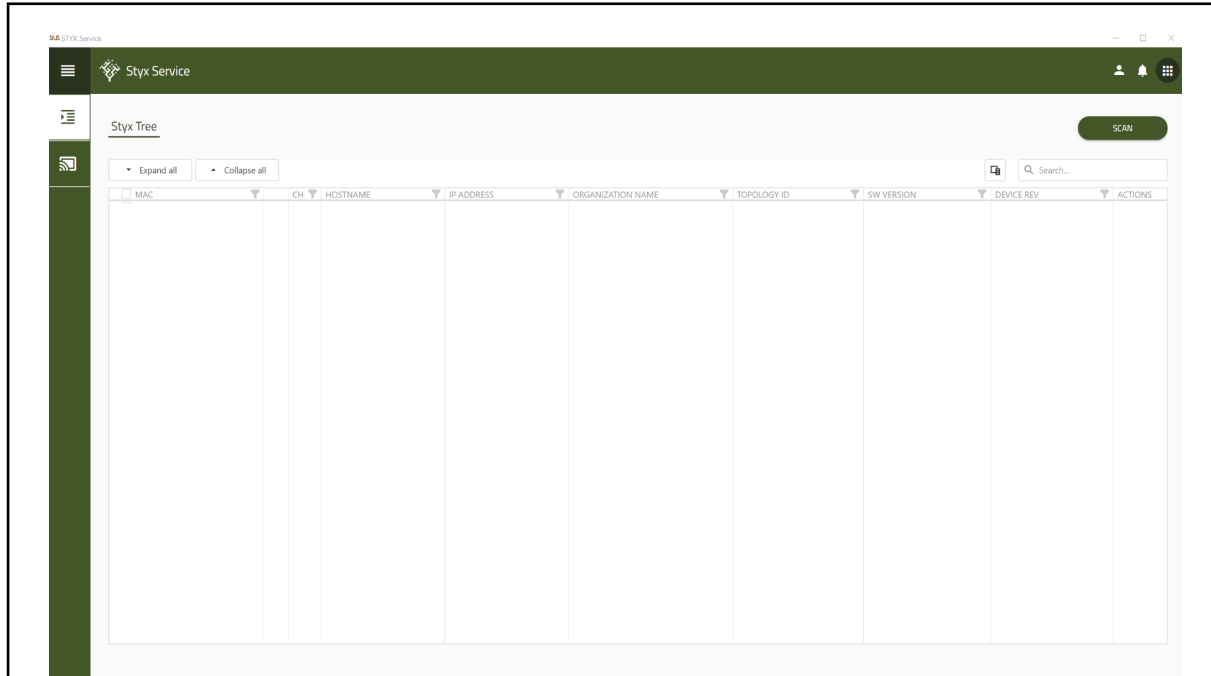 SIUS STYX Service
Styx Service
Styx Tree
SCAN
Expand all Collapse all Search...
MAC CH HOSTNAME IP ADDRESS ORGANIZATION NAME TOPOLOGY ID SW VERSION DEVICE REV ACTIONS